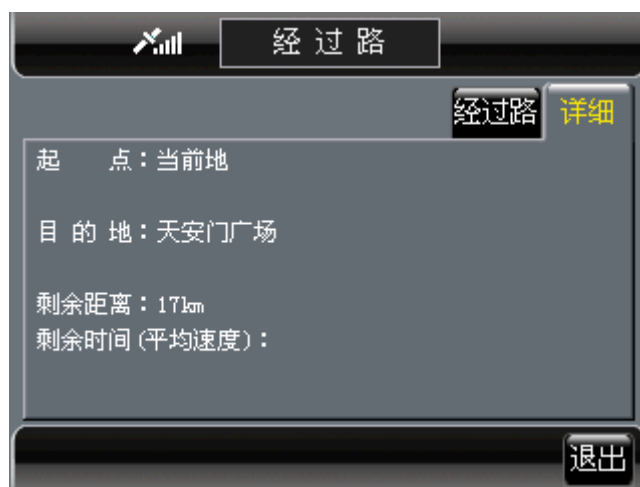 经过路
经过路 详细
起 点：当前地
目 的 地：天安门广场
剩余距离：17km
剩余时间(平均速度)：
退出